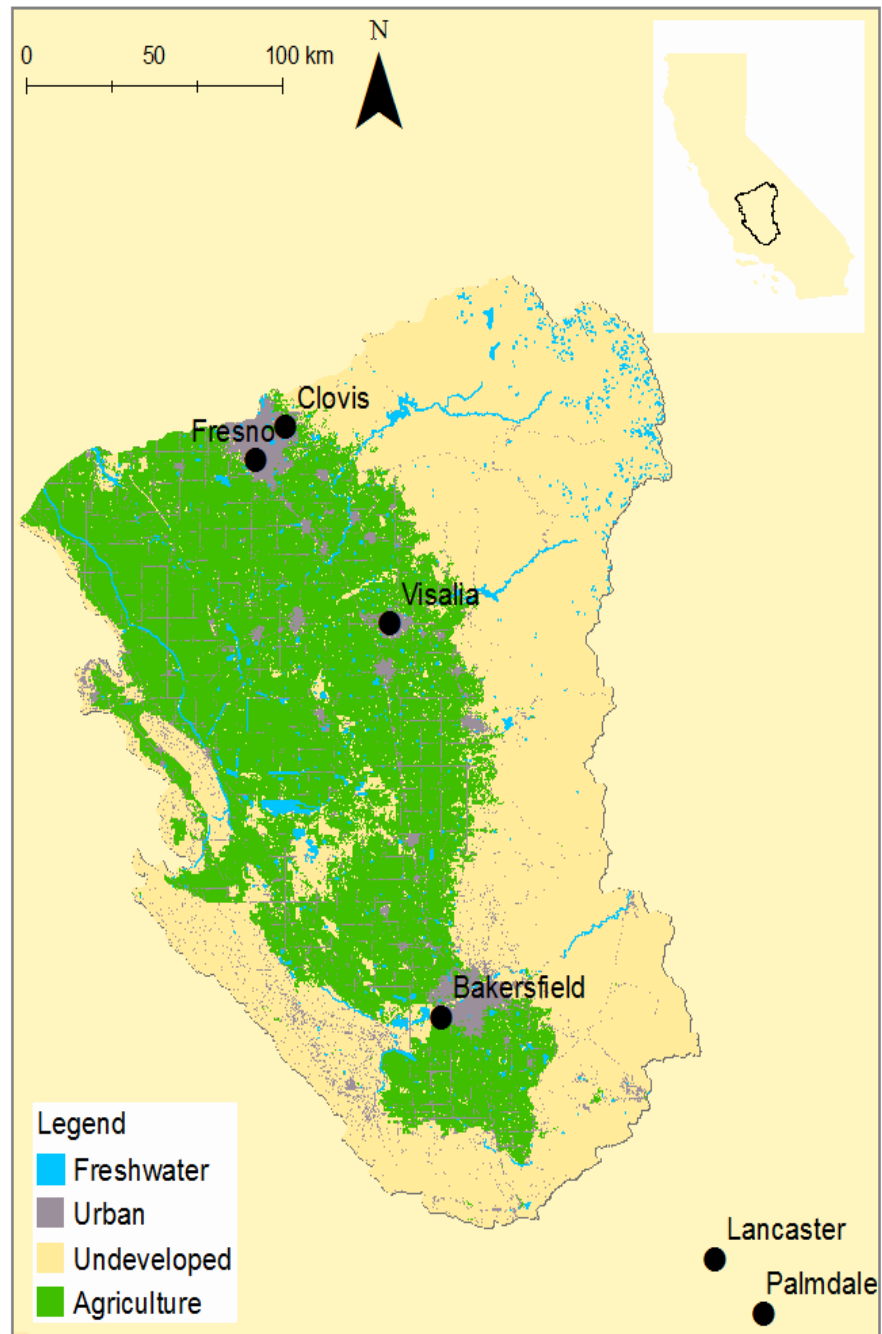 N
0 50 100 km
Clovis
Fresno
Visalia
Bakersfield
Legend
Freshwater
Urban
Undeveloped
Agriculture
Lancaster
Palmdale